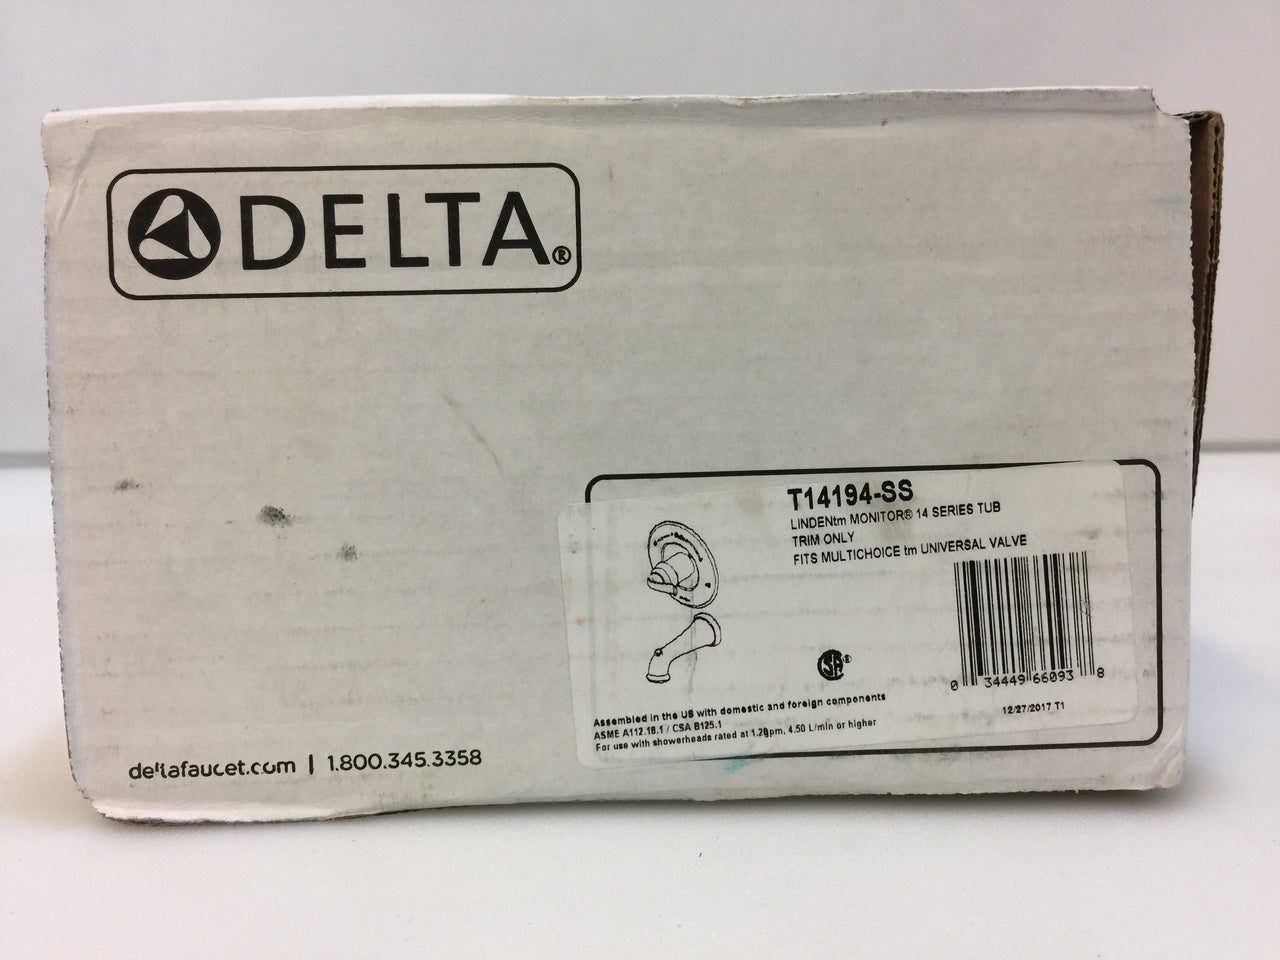 DELTA®
T14194-SS
LINDENtm MONITOR® 14 SERIES TUB
TRIM ONLY
FITS MULTICHOICE tm UNIVERSAL VALVE
CSA®
0 34449 66093 8
12/27/2017 T1
Assembled in the US with domestic and foreign components
ASME A112.18.1 / CSA B125.1
For use with showerheads rated at 1.2gpm, 4.50 L/min or higher
deltafaucet.com | 1.800.345.3358